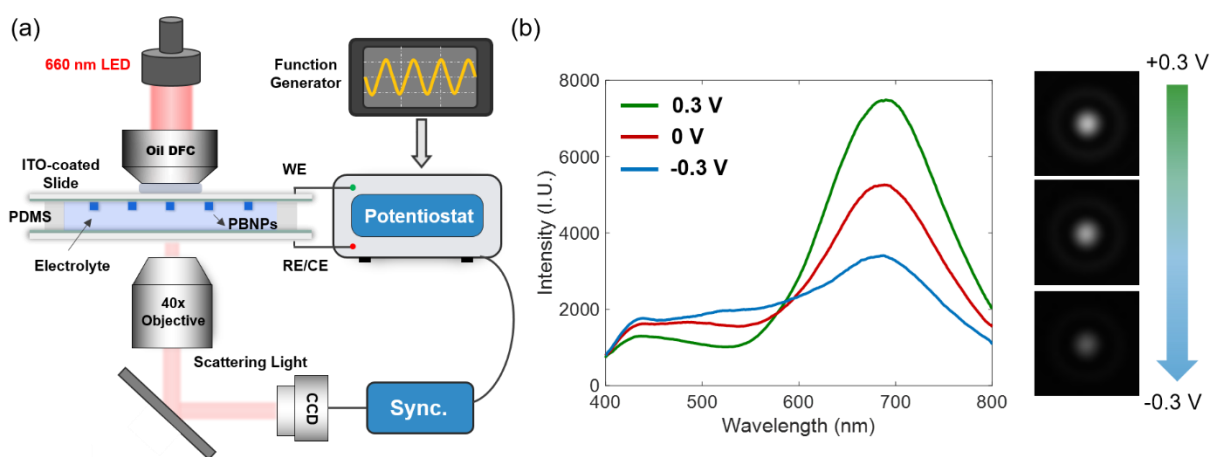 (a)
660 nm LED
Oil DFC
ITO-coated
Slide
PDMS
Electrolyte
PBNPs
40x
Objective
Scattering Light
CCD
Sync.
Function
Generator
WE
Potentiostat
RE/CE
(b)
Intensity (I.U.)
8000
6000
4000
2000
0
0.3 V
0 V
-0.3 V
400
500
600
700
800
Wavelength (nm)
+0.3 V
-0.3 V